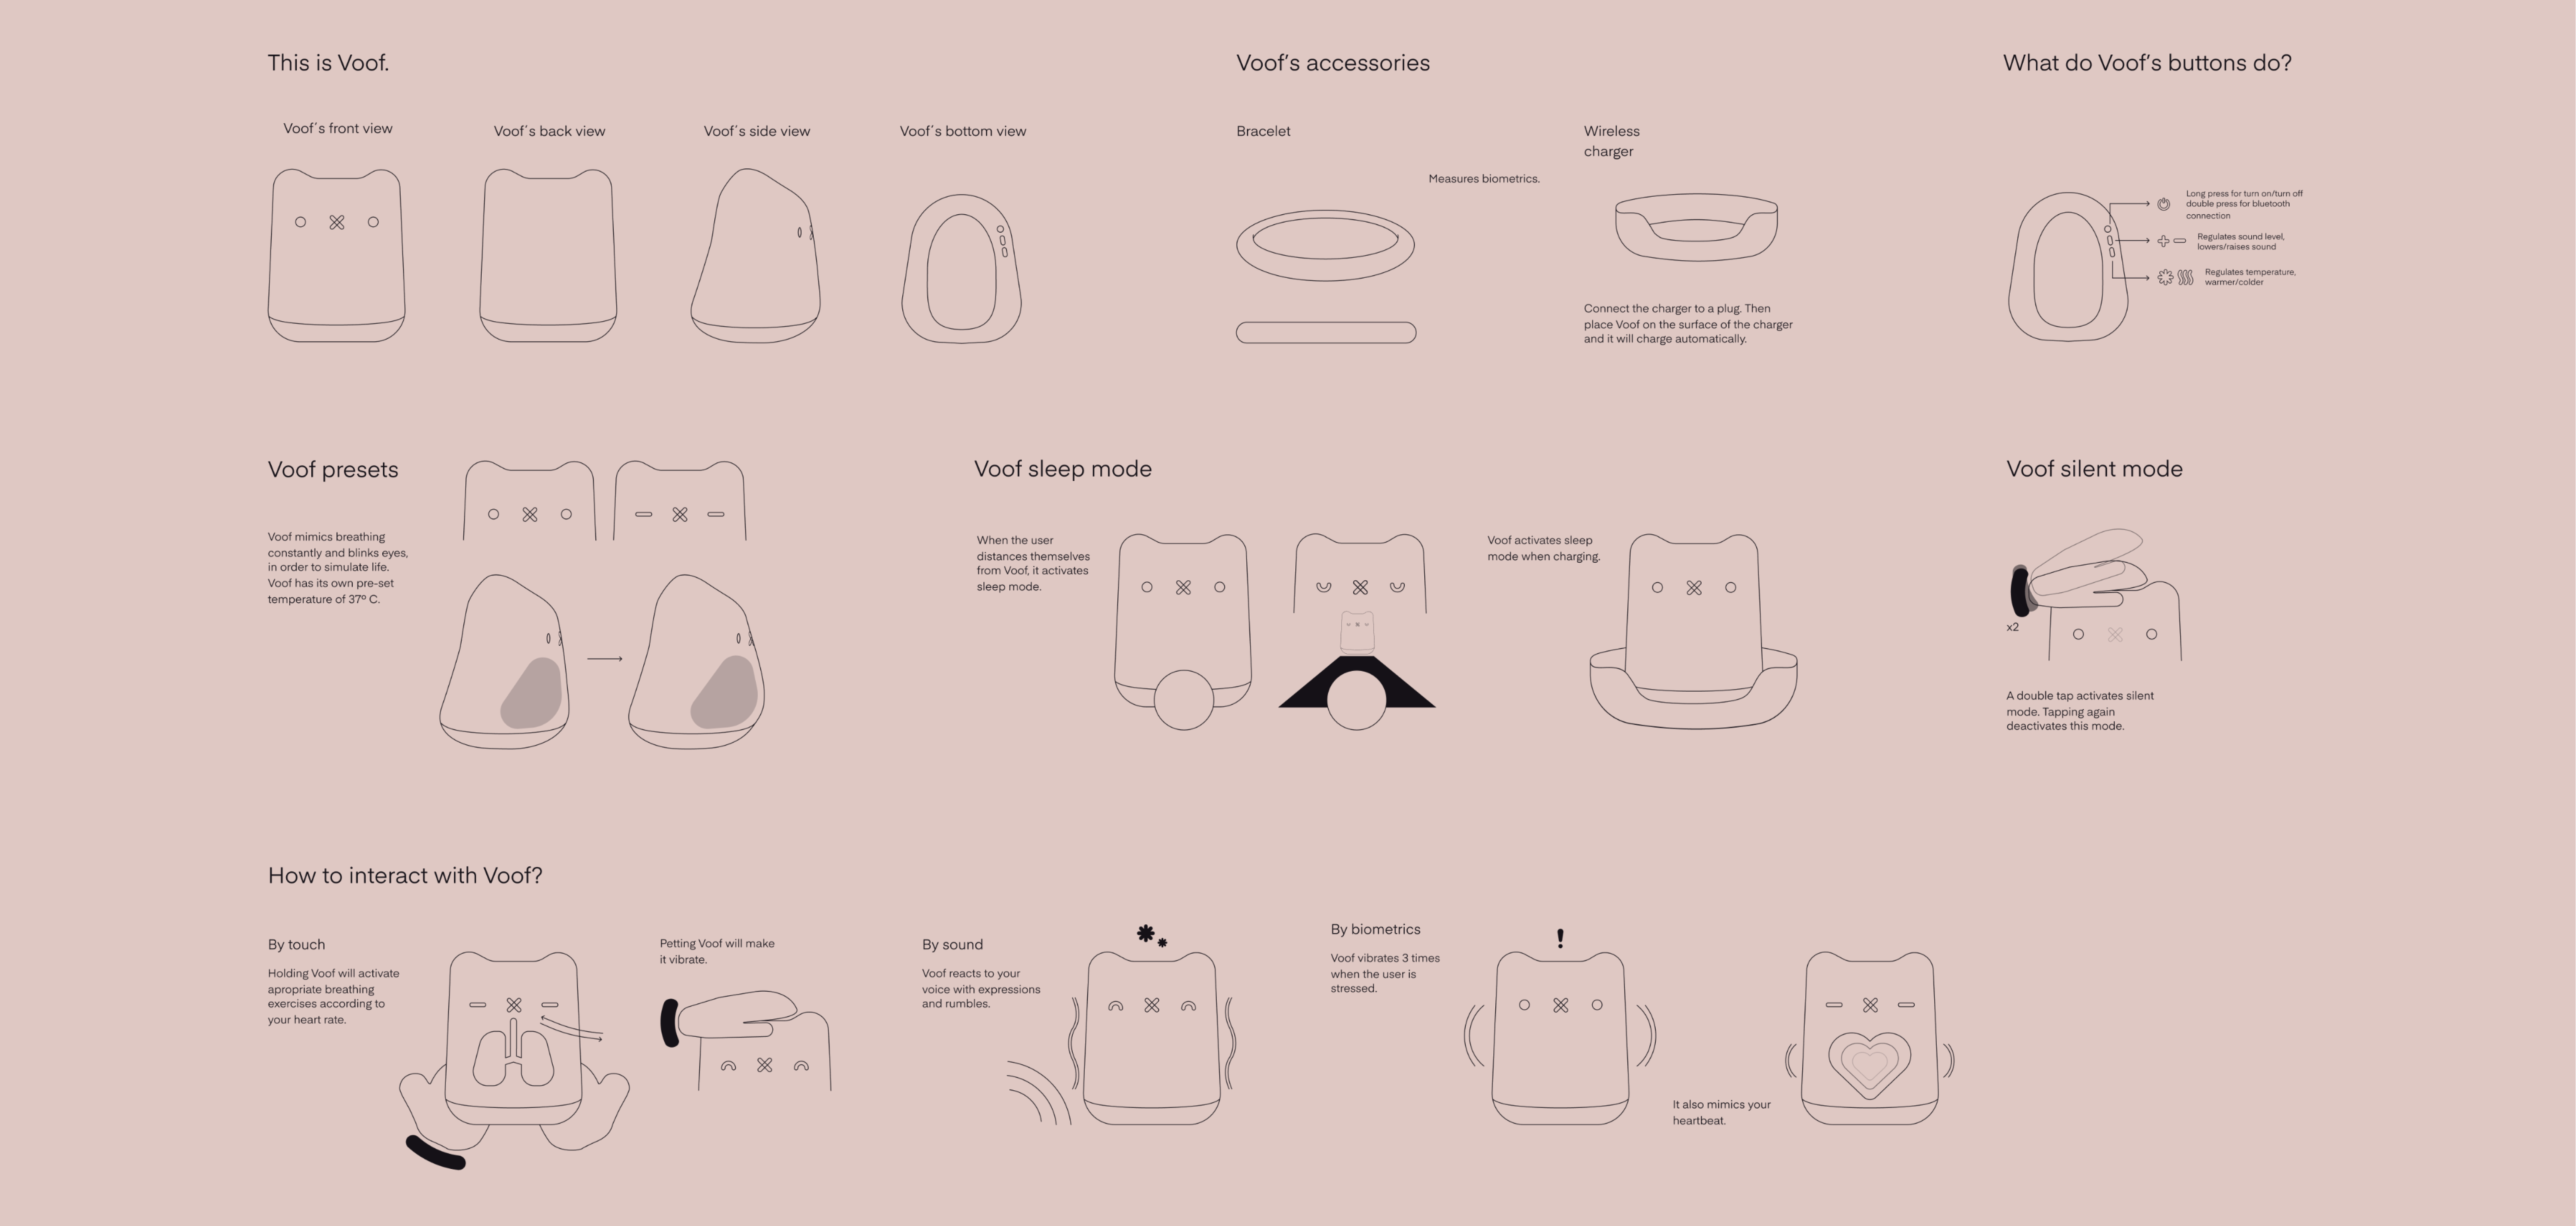 This is Voof.
Voof´s front view
Voof´s back view
Voof´s side view
Voof´s bottom view
Voof’s accessories
Bracelet
Measures biometrics.
Wireless
charger
Connect the charger to a plug. Then
place Voof on the surface of the charger
and it will charge automatically.
What do Voof’s buttons do?
Long press for turn on/turn off
double press for bluetooth
connection
Regulates sound level,
lowers/raises sound
Regulates temperature,
warmer/colder
Voof presets
Voof mimics breathing
constantly and blinks eyes,
in order to simulate life.
Voof has its own pre-set
temperature of 37º C.
Voof sleep mode
When the user
distances themselves
from Voof, it activates
sleep mode.
Voof activates sleep
mode when charging.
Voof silent mode
x2
A double tap activates silent
mode. Tapping again
deactivates this mode.
How to interact with Voof?
By touch
Holding Voof will activate
apropriate breathing
exercises according to
your heart rate.
Petting Voof will make
it vibrate.
By sound
Voof reacts to your
voice with expressions
and rumbles.
By biometrics
Voof vibrates 3 times
when the user is
stressed.
!
It also mimics your
heartbeat.